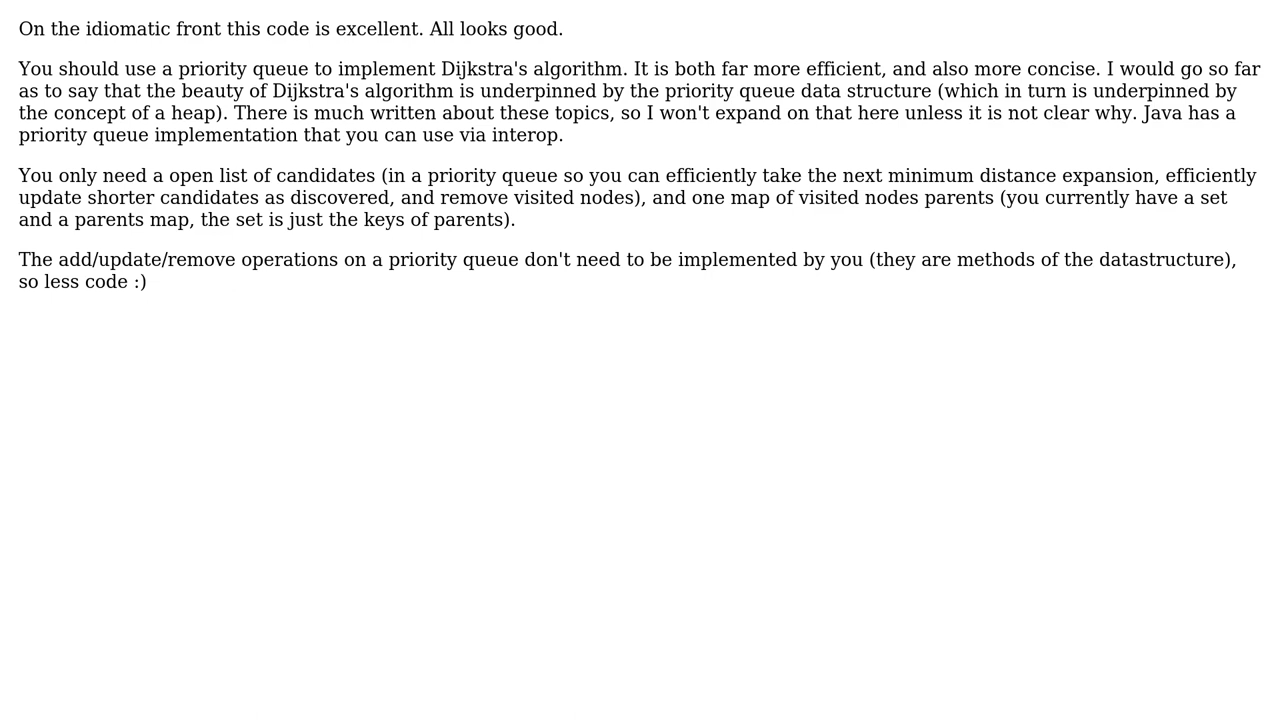 On the idiomatic front this code is excellent. All looks good.
You should use a priority queue to implement Dijkstra's algorithm. It is both far more efficient, and also more concise. I would go so far
as to say that the beauty of Dijkstra's algorithm is underpinned by the priority queue data structure (which in turn is underpinned by
the concept of a heap). There is much written about these topics, so I won't expand on that here unless it is not clear why. Java has a
priority queue implementation that you can use via interop.
You only need a open list of candidates (in a priority queue so you can efficiently take the next minimum distance expansion, efficiently
update shorter candidates as discovered, and remove visited nodes), and one map of visited nodes parents (you currently have a set
and a parents map, the set is just the keys of parents).
The add/update/remove operations on a priority queue don't need to be implemented by you (they are methods of the datastructure),
so less code :)